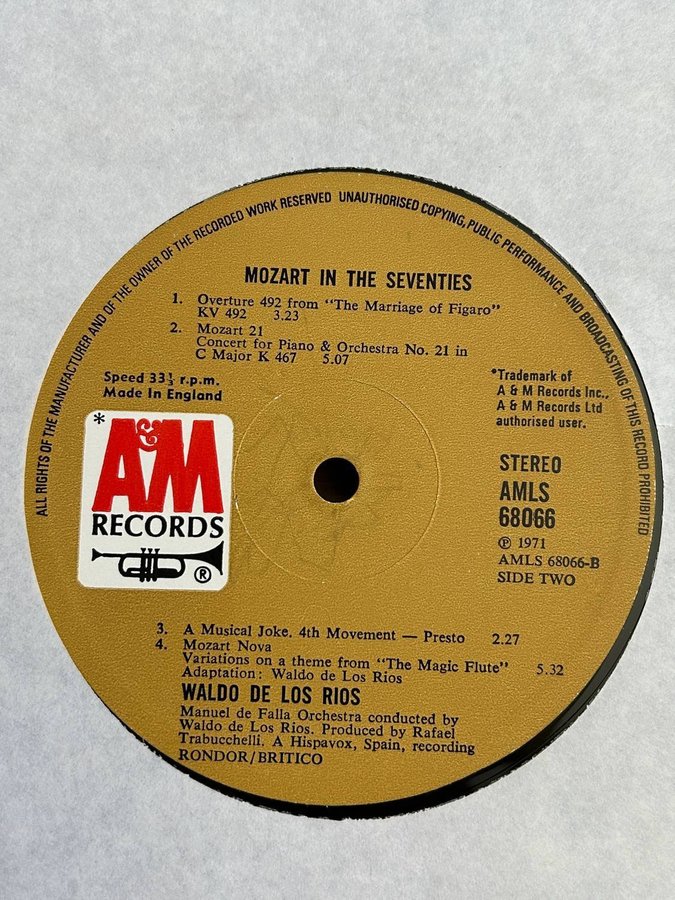 ALL RIGHTS OF THE MANUFACTURER AND OF THE OWNER OF THE RECORDED WORK RESERVED UNAUTHORISED COPYING, PUBLIC PERFORMANCE AND BROADCASTING OF THIS RECORD PROHIBITED
MOZART IN THE SEVENTIES
1. Overture 492 from "The Marriage of Figaro"
KV 492 3.23
2. Mozart 21
Concert for Piano & Orchestra No. 21 in
C Major K 467 5.07
Speed 33⅓ r.p.m.
Made In England
*
A&M
RECORDS
®
*Trademark of
A & M Records Inc.,
A & M Records Ltd
authorised user.
STEREO
AMLS
68066
℗ 1971
AMLS 68066-B
SIDE TWO
3. A Musical Joke. 4th Movement — Presto 2.27
4. Mozart Nova
Variations on a theme from "The Magic Flute" 5.32
Adaptation: Waldo de Los Rios
WALDO DE LOS RIOS
Manuel de Falla Orchestra conducted by
Waldo de Los Rios. Produced by Rafael
Trabucchelli. A Hispavox, Spain, recording
RONDOR/BRITICO